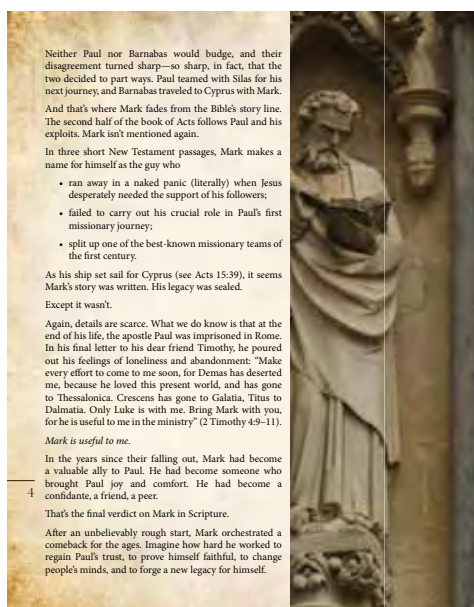 Neither Paul nor Barnabas would budge, and their
disagreement turned sharp—so sharp, in fact, that the
two decided to part ways. Paul teamed with Silas for his
next journey, and Barnabas traveled to Cyprus with Mark.
And that's where Mark fades from the Bible's story line.
The second half of the book of Acts follows Paul and his
exploits. Mark isn't mentioned again.
In three short New Testament passages, Mark makes a
name for himself as the guy who
• ran away in a naked panic (literally) when Jesus
desperately needed the support of his followers;
• failed to carry out his crucial role in Paul's first
missionary journey;
• split up one of the best-known missionary teams of
the first century.
As his ship set sail for Cyprus (see Acts 15:39), it seems
Mark's story was written. His legacy was sealed.
Except it wasn't.
Again, details are scarce. What we do know is that at the
end of his life, the apostle Paul was imprisoned in Rome.
In his final letter to his dear friend Timothy, he poured
out his feelings of loneliness and abandonment: “Make
every effort to come to me soon, for Demas has deserted
me, because he loved this present world, and has gone
to Thessalonica. Crescens has gone to Galatia, Titus to
Dalmatia. Only Luke is with me. Bring Mark with you,
for he is useful to me in the ministry” (2 Timothy 4:9–11).
Mark is useful to me.
In the years since their falling out, Mark had become
a valuable ally to Paul. He had become someone who
brought Paul joy and comfort. He had become a
confidante, a friend, a peer.
4
That's the final verdict on Mark in Scripture.
After an unbelievably rough start, Mark orchestrated a
comeback for the ages. Imagine how hard he worked to
regain Paul's trust, to prove himself faithful, to change
people's minds, and to forge a new legacy for himself.